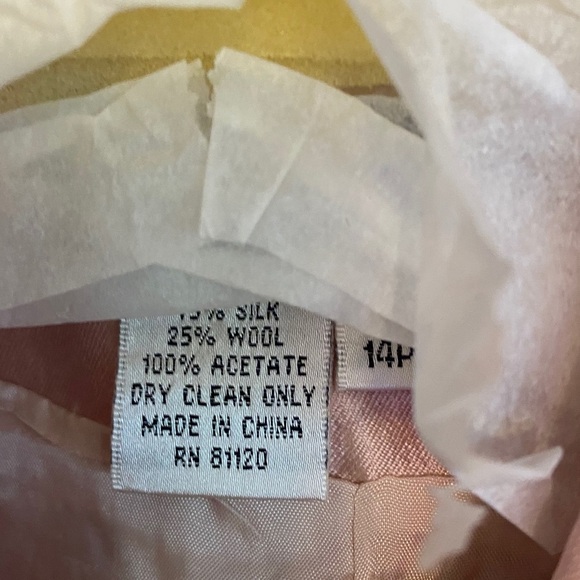 % SILK
25% WOOL
100% ACETATE
DRY CLEAN ONLY
MADE IN CHINA
RN 81120
14P